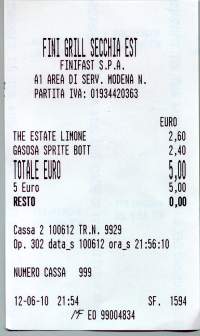 FINI GRILL SECCHIA EST
FINIFAST S.P.A.
A1 AREA DI SERV. MODENA N.
PARTITA IVA: 01934420363
EURO
THE ESTATE LIMONE 2,60
GASOSA SPRITE BOTT 2,40
TOTALE EURO 5,00
5 Euro 5,00
RESTO 0,00
Cassa 2 100612 TR.N. 9929
Op. 302 data_s 100612 ora_s 21:56:10
NUMERO CASSA 999
12-06-10 21:54 SF. 1594
MF ED 99004834